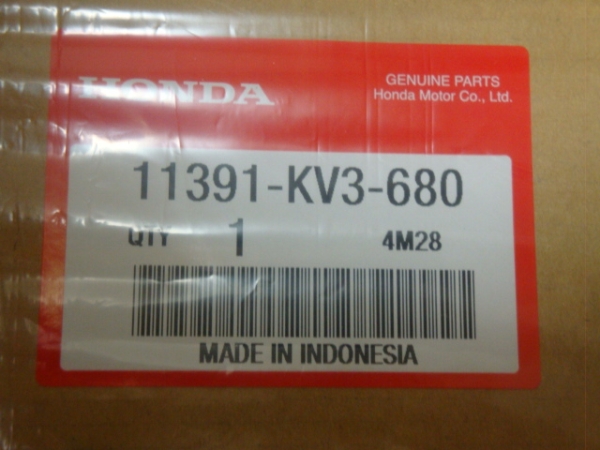 HONDA
GENUINE PARTS
Honda Motor Co., Ltd.
11391-KV3-680
QTY 1 4M28
MADE IN INDONESIA